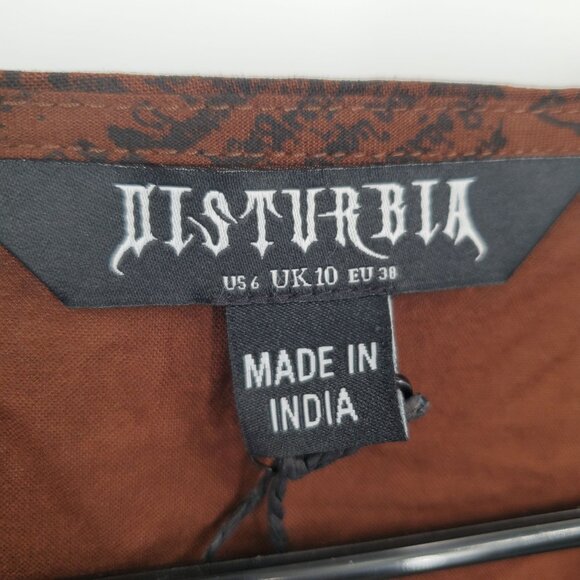 DISTURBIA
US 6 UK 10 EU 38
MADE IN
INDIA